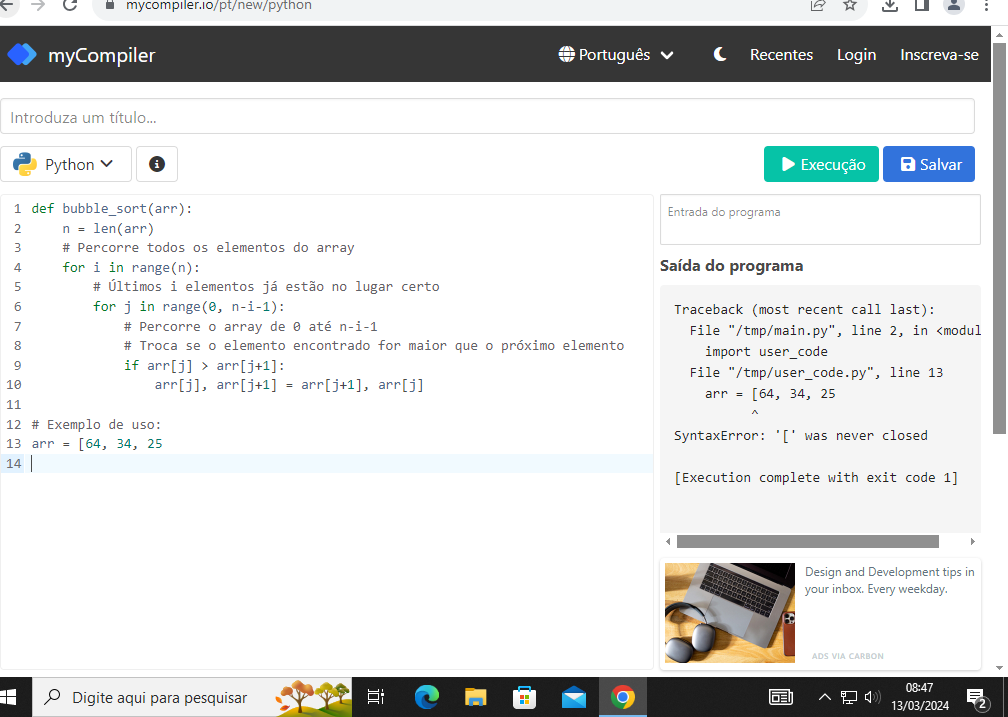 mycompiler.io/pt/new/python
myCompiler
Português
Recentes
Login
Inscreva-se
Introduza um título...
Python
Execução
Salvar
1 def bubble_sort(arr):
2     n = len(arr)
3     # Percorre todos os elementos do array
4     for i in range(n):
5         # Últimos i elementos já estão no lugar certo
6         for j in range(0, n-i-1):
7             # Percorre o array de 0 até n-i-1
8             # Troca se o elemento encontrado for maior que o próximo elemento
9             if arr[j] > arr[j+1]:
10                 arr[j], arr[j+1] = arr[j+1], arr[j]
11
12 # Exemplo de uso:
13 arr = [64, 34, 25
14
Entrada do programa
Saída do programa
Traceback (most recent call last):
  File "/tmp/main.py", line 2, in <modul
    import user_code
  File "/tmp/user_code.py", line 13
    arr = [64, 34, 25
          ^
SyntaxError: '[' was never closed
[Execution complete with exit code 1]
Design and Development tips in
your inbox. Every weekday.
ADS VIA CARBON
Digite aqui para pesquisar
08:47
13/03/2024
2